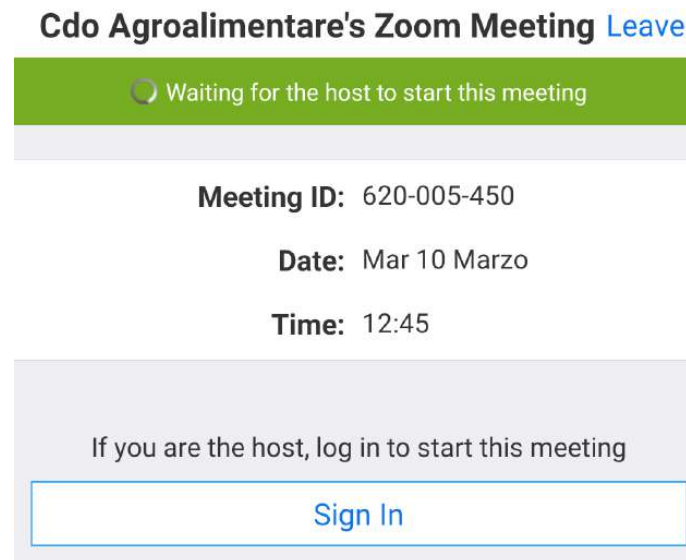 Cdo Agroalimentare's Zoom Meeting Leave
Waiting for the host to start this meeting
Meeting ID: 620-005-450
Date: Mar 10 Marzo
Time: 12:45
If you are the host, log in to start this meeting
Sign In